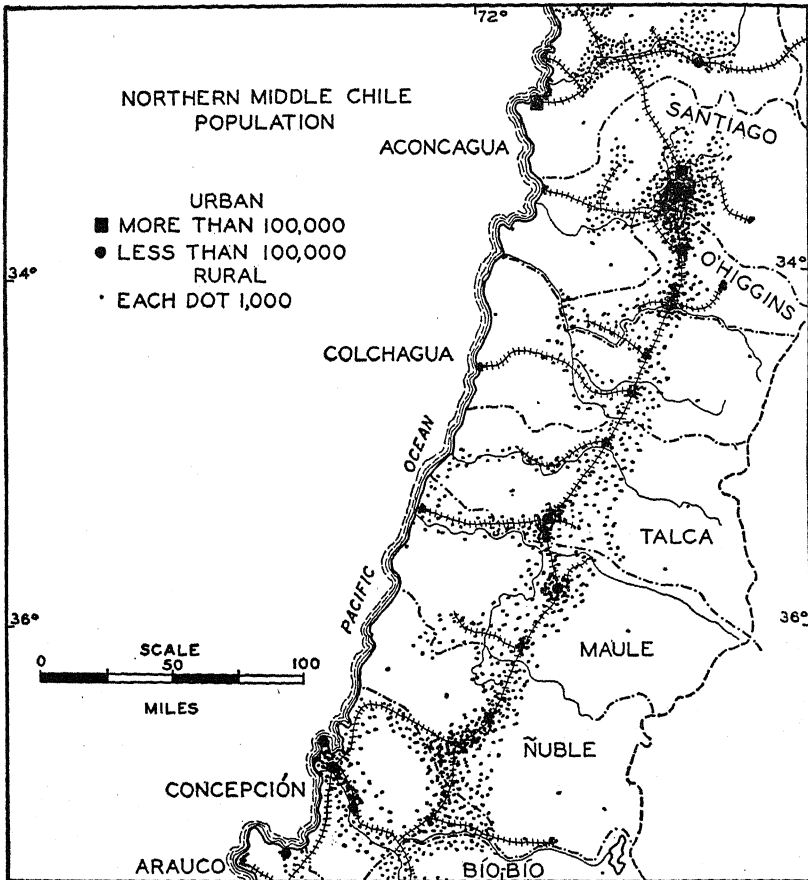 72°
NORTHERN MIDDLE CHILE
POPULATION
SANTIAGO
ACONCAGUA
URBAN
MORE THAN 100,000
LESS THAN 100,000
RURAL
EACH DOT 1,000
34°
34°
O'HIGGINS
COLCHAGUA
PACIFIC OCEAN
TALCA
36°
36°
MAULE
SCALE
0 50 100
MILES
ÑUBLE
CONCEPCIÓN
ARAUCO
BÍO-BÍO